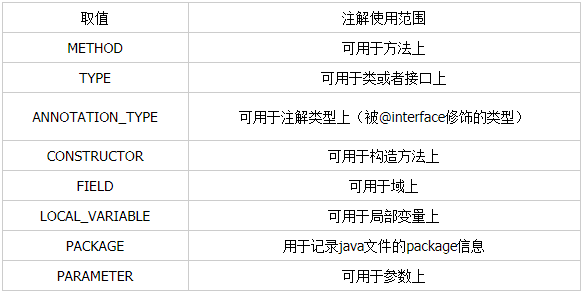 取值 注解使用范围
METHOD 可用于方法上
TYPE 可用于类或者接口上
ANNOTATION_TYPE 可用于注解类型上（被@interface修饰的类型）
CONSTRUCTOR 可用于构造方法上
FIELD 可用于域上
LOCAL_VARIABLE 可用于局部变量上
PACKAGE 用于记录java文件的package信息
PARAMETER 可用于参数上